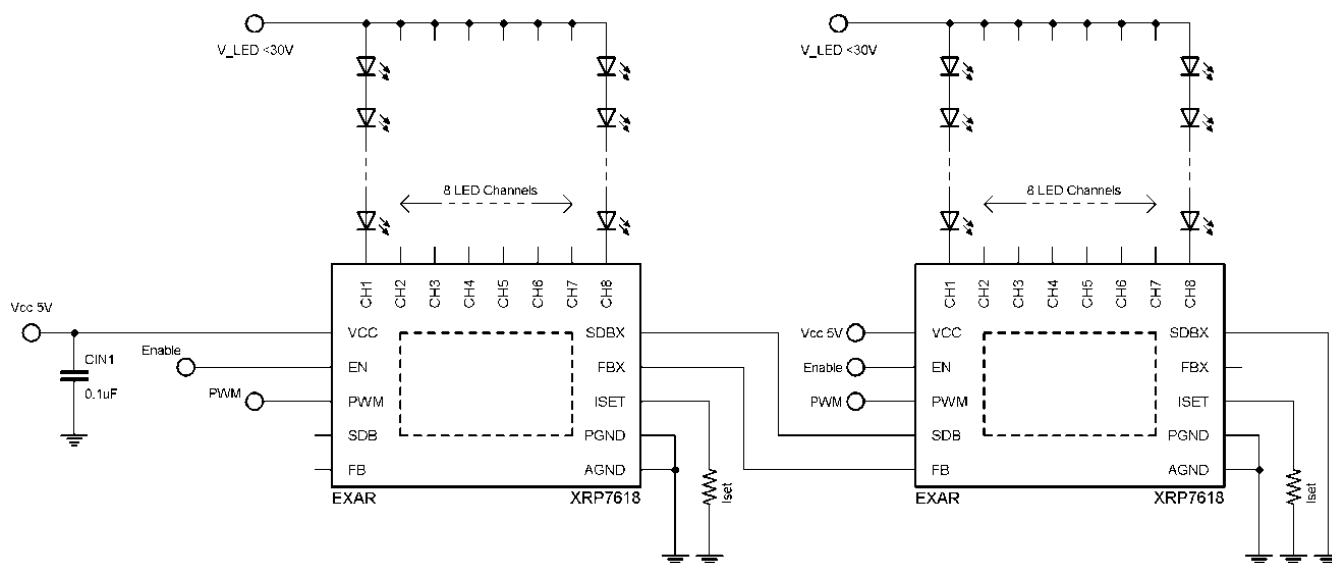 V_LED <30V
8 LED Channels
CH1 CH2 CH3 CH4 CH5 CH6 CH7 CH8
Vcc 5V
CIN1
0.1uF
Enable
PWM
VCC
EN
PWM
SDB
FB
SDBX
FBX
ISET
PGND
AGND
EXAR
XRP7618
Iset
V_LED <30V
8 LED Channels
CH1 CH2 CH3 CH4 CH5 CH6 CH7 CH8
Vcc 5V
Enable
PWM
VCC
EN
PWM
SDB
FB
SDBX
FBX
ISET
PGND
AGND
EXAR
XRP7618
Iset